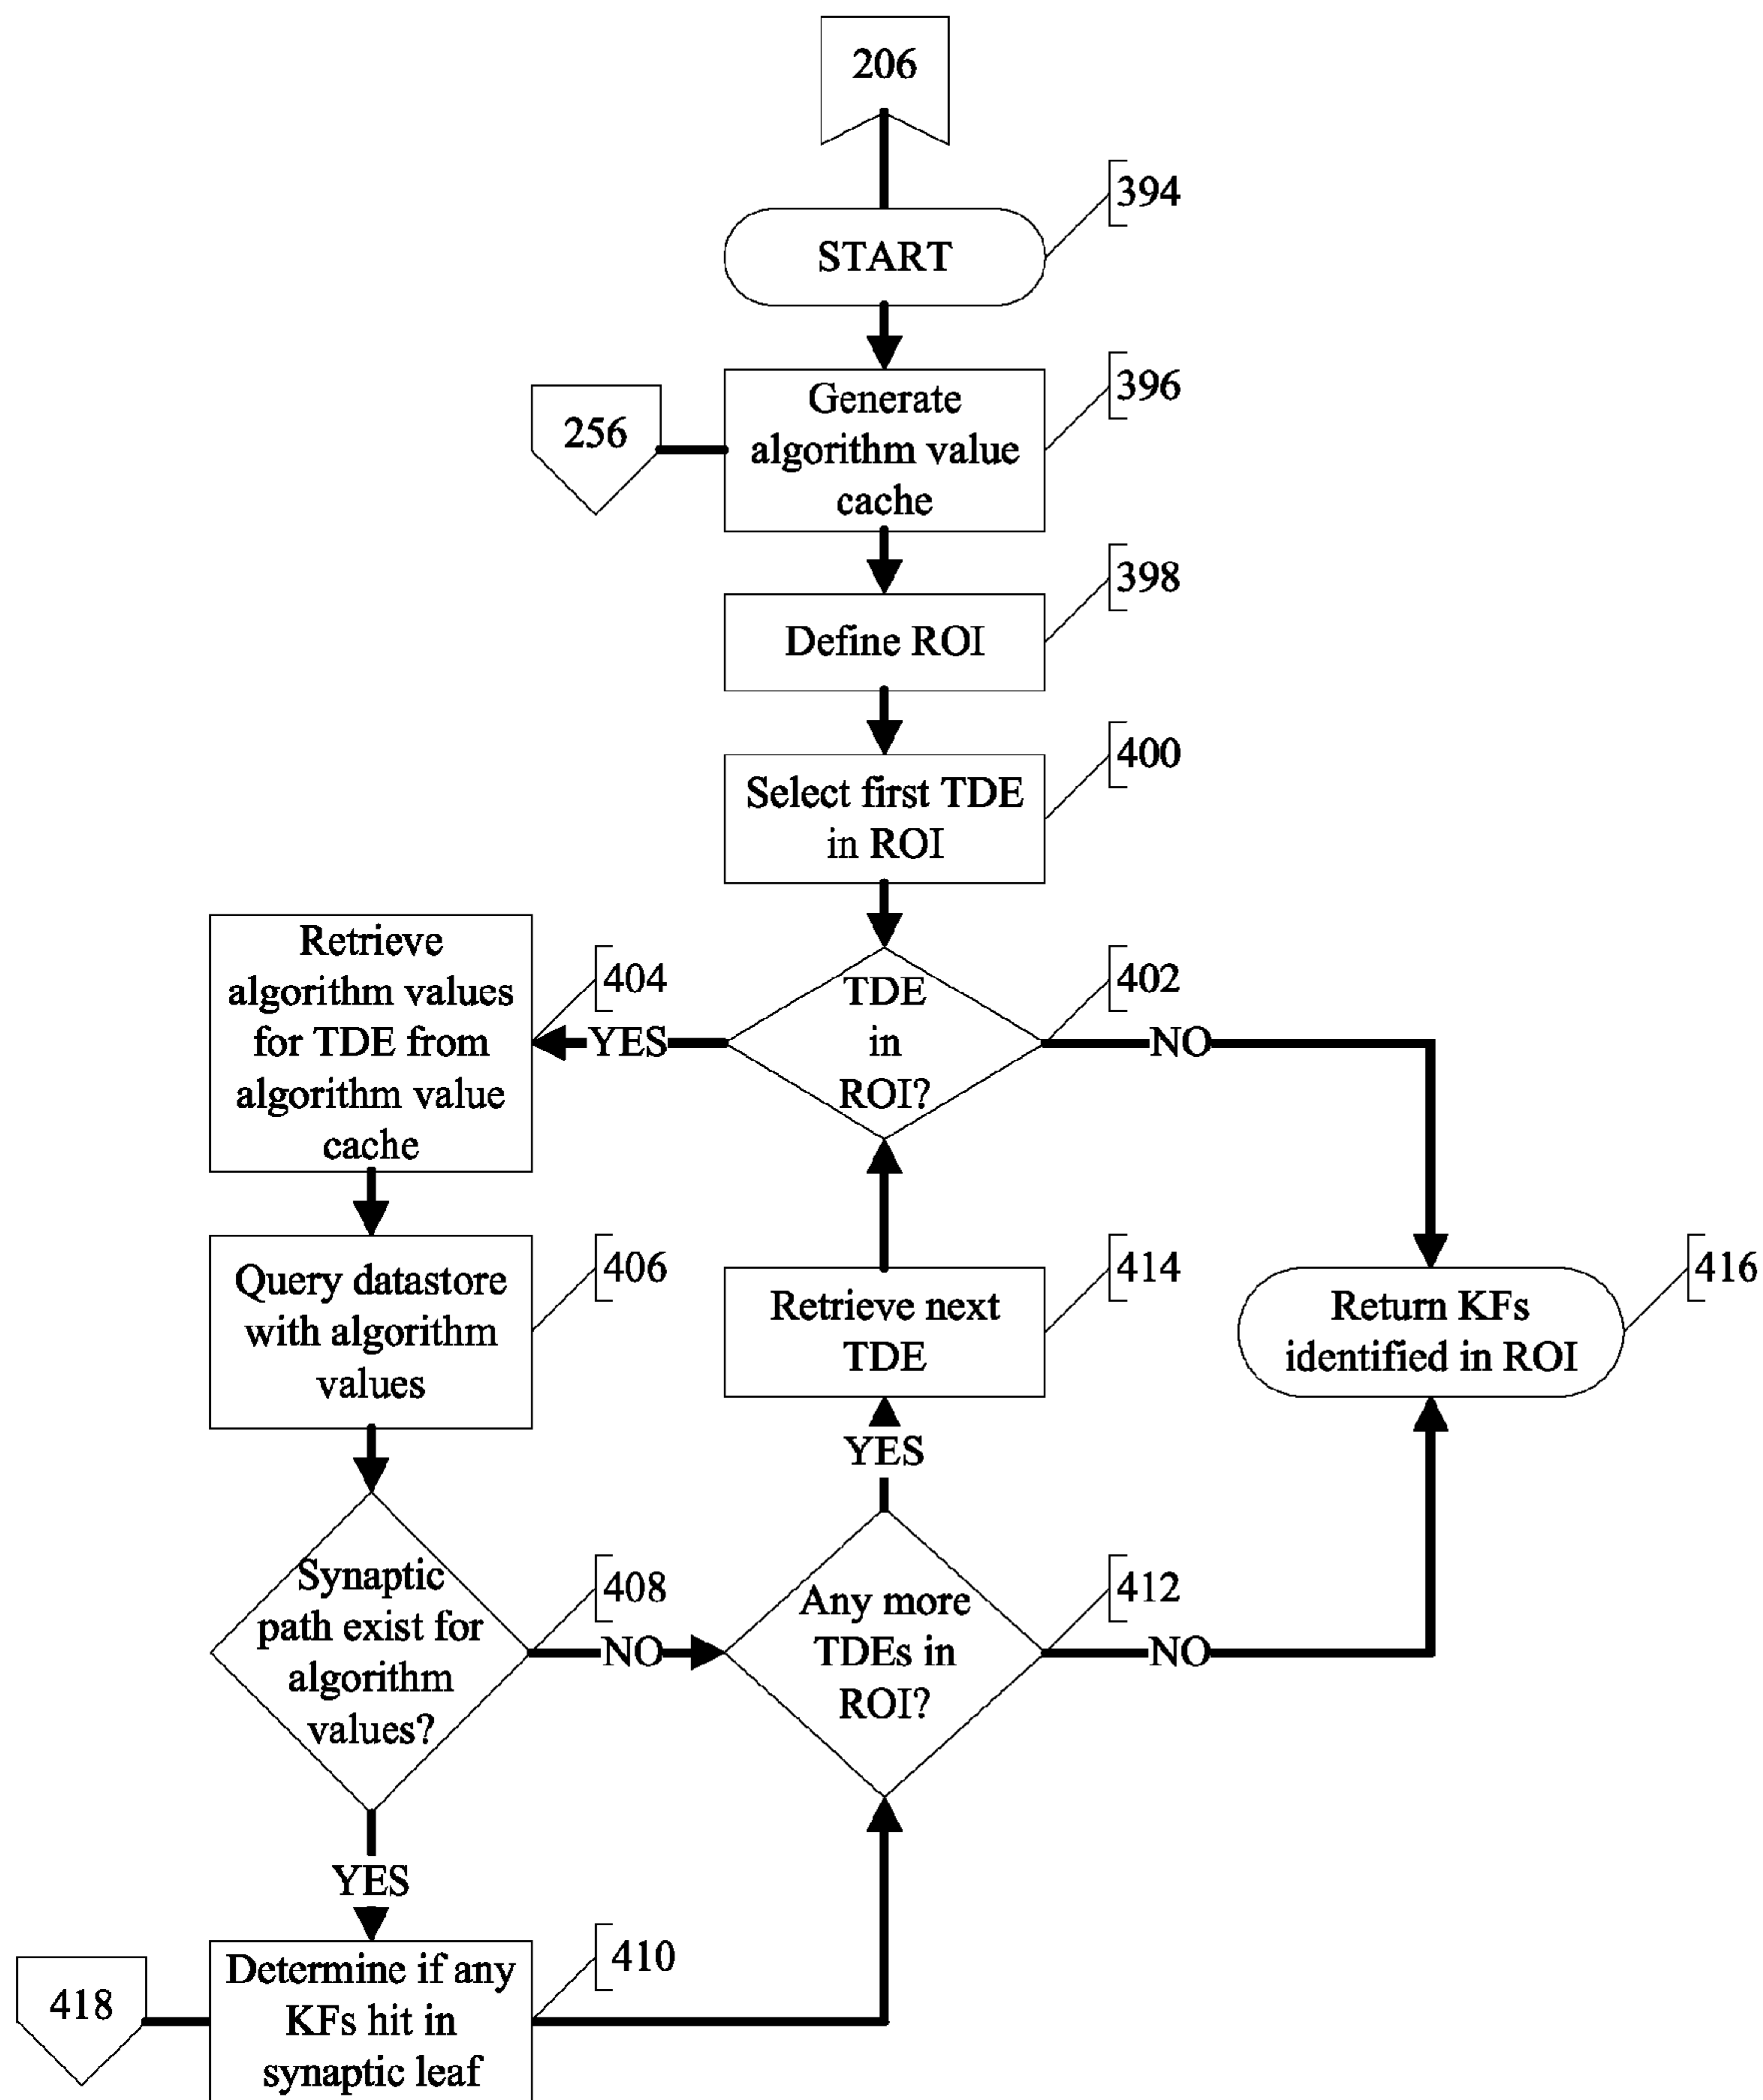 206
394
START
396
Generate
algorithm value
cache
256
398
Define ROI
400
Select first TDE
in ROI
402
TDE
in
ROI?
YES
NO
404
Retrieve
algorithm values
for TDE from
algorithm value
cache
406
Query datastore
with algorithm
values
414
Retrieve next
TDE
416
Return KFs
identified in ROI
YES
408
Synaptic
path exist for
algorithm
values?
NO
412
Any more
TDEs in
ROI?
NO
YES
410
Determine if any
KFs hit in
synaptic leaf
418